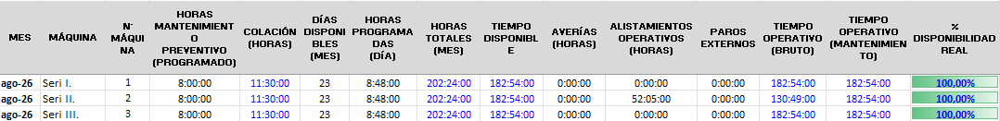 MES MÁQUINA N° MÁQUINA HORAS MANTENIMIENTO PREVENTIVO (PROGRAMADO) COLACIÓN (HORAS) DÍAS DISPONIBLES (MES) HORAS PROGRAMADAS (DÍA) HORAS TOTALES (MES) TIEMPO DISPONIBLE AVERÍAS (HORAS) ALISTAMIENTOS OPERATIVOS (HORAS) PAROS EXTERNOS TIEMPO OPERATIVO (BRUTO) TIEMPO OPERATIVO (MANTENIMIENTO) % DISPONIBILIDAD REAL
ago-26 Seri I. 1 8:00:00 11:30:00 23 8:48:00 202:24:00 182:54:00 0:00:00 0:00:00 0:00:00 182:54:00 182:54:00 100,00%
ago-26 Seri II. 2 8:00:00 11:30:00 23 8:48:00 202:24:00 182:54:00 0:00:00 52:05:00 0:00:00 130:49:00 182:54:00 100,00%
ago-26 Seri III. 3 8:00:00 11:30:00 23 8:48:00 202:24:00 182:54:00 0:00:00 0:00:00 0:00:00 182:54:00 182:54:00 100,00%